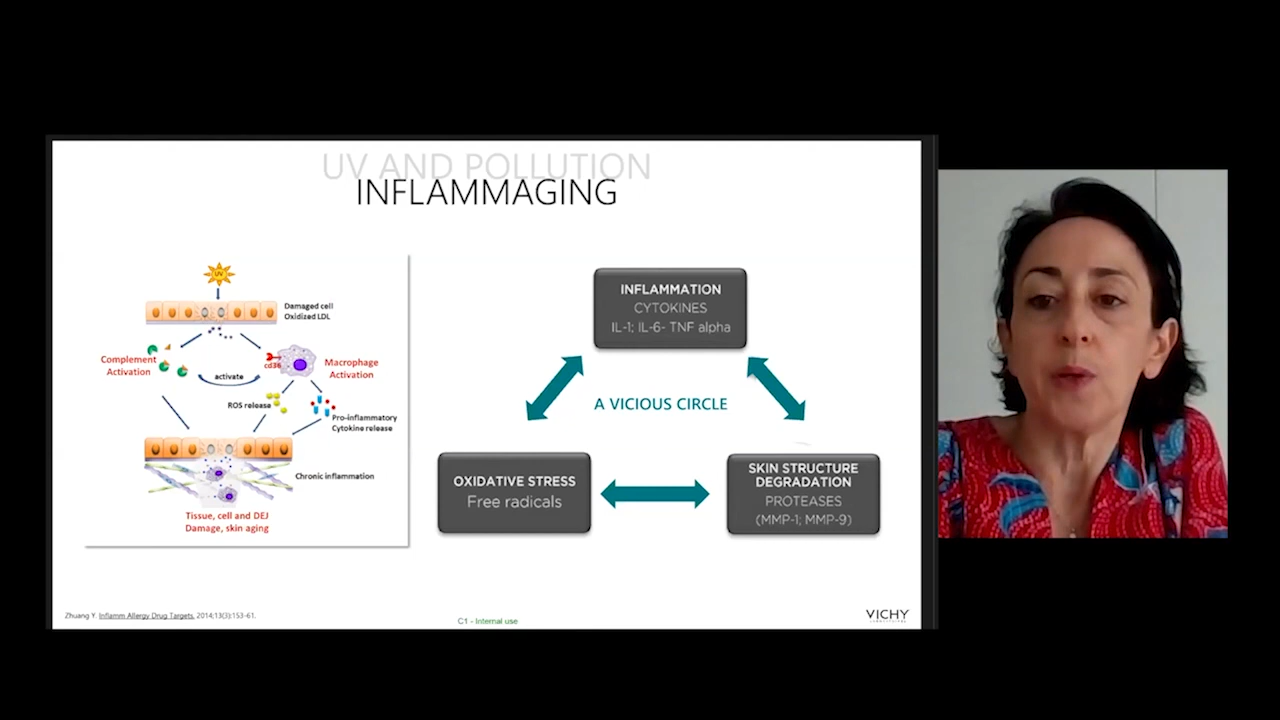 UV AND POLLUTION
INFLAMMAGING
UV
Damaged cell
Oxidized LDL
Complement
Activation
cd36
Macrophage
Activation
activate
ROS release
Pro-inflammatory
Cytokine release
Chronic inflammation
Tissue, cell and DEJ
Damage, skin aging
INFLAMMATION
CYTOKINES
IL-1; IL-6- TNF alpha
A VICIOUS CIRCLE
OXIDATIVE STRESS
Free radicals
SKIN STRUCTURE
DEGRADATION
PROTEASES
(MMP-1; MMP-9)
Zhuang Y. Inflamm Allergy Drug Targets, 2014;13(3):153-61.
C1 - Internal use
VICHY
LABORATOIRES